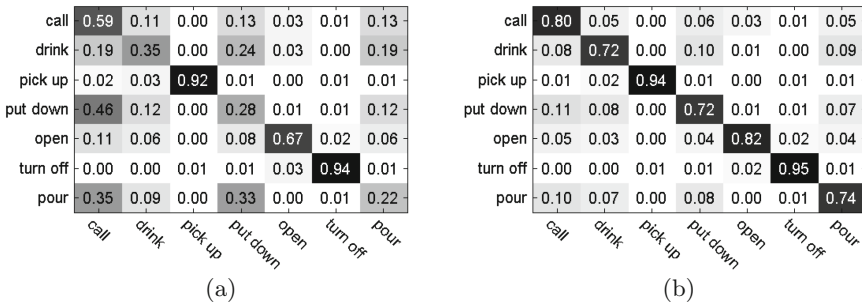 call 0.59 0.11 0.00 0.13 0.03 0.01 0.13
drink 0.19 0.35 0.00 0.24 0.03 0.00 0.19
pick up 0.02 0.03 0.92 0.01 0.00 0.01 0.01
put down 0.46 0.12 0.00 0.28 0.01 0.01 0.12
open 0.11 0.06 0.00 0.08 0.67 0.02 0.06
turn off 0.00 0.00 0.01 0.01 0.03 0.94 0.01
pour 0.35 0.09 0.00 0.33 0.00 0.01 0.22
call drink pick up put down open turn off pour
(a)
call 0.80 0.05 0.00 0.06 0.03 0.01 0.05
drink 0.08 0.72 0.00 0.10 0.01 0.00 0.09
pick up 0.01 0.02 0.94 0.01 0.00 0.01 0.01
put down 0.11 0.08 0.00 0.72 0.01 0.01 0.07
open 0.05 0.03 0.00 0.04 0.82 0.02 0.04
turn off 0.00 0.00 0.01 0.01 0.02 0.95 0.01
pour 0.10 0.07 0.00 0.08 0.00 0.01 0.74
call drink pick up put down open turn off pour
(b)